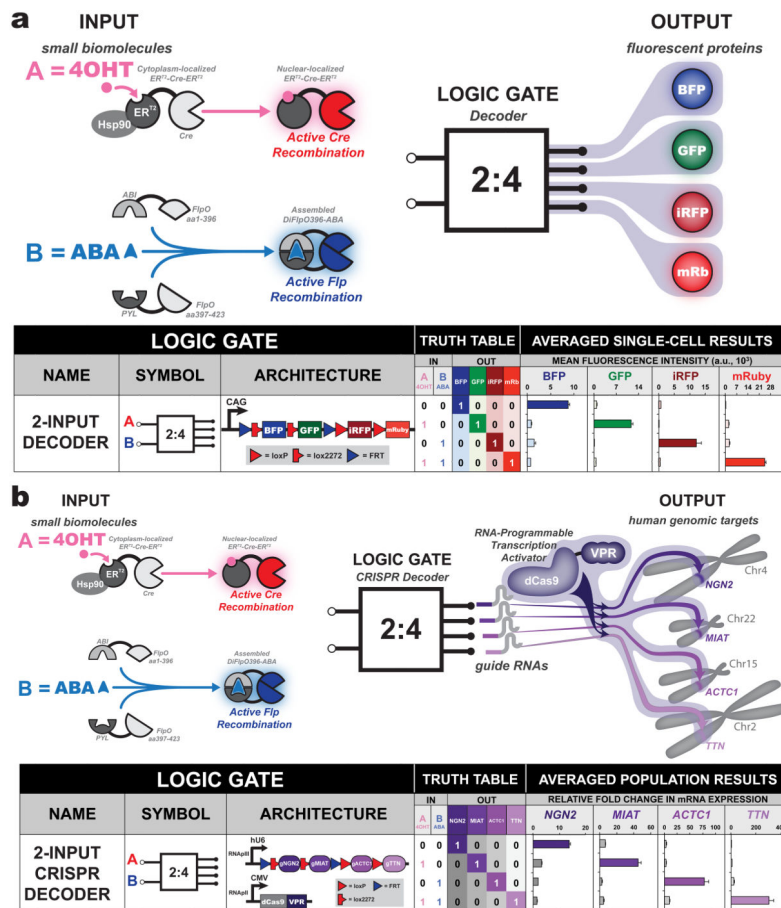 a
INPUT
OUTPUT
small biomolecules
fluorescent proteins
A = 4OHT
Cytoplasm-localized
ER^T2-Cre-ER^T2
Nuclear-localized
ER^T2-Cre-ER^T2
ER^T2
Hsp90
Cre
Active Cre
Recombination
LOGIC GATE
Decoder
2:4
BFP
GFP
iRFP
mRb
ABI
FlpO
aa1-396
Assembled
DiFlpO396-ABA
B = ABA
Active Flp
Recombination
PYL
FlpO
aa397-423
LOGIC GATE TRUTH TABLE AVERAGED SINGLE-CELL RESULTS
IN OUT MEAN FLUORESCENCE INTENSITY (a.u., 10³)
NAME SYMBOL ARCHITECTURE A 4OHT B ABA BFP GFP iRFP mRb BFP GFP iRFP mRuby
0 5 10 0 7 14 0 5 10 15 0 7 14 21 28
2-INPUT
DECODER
A
B
2:4
CAG
BFP GFP iRFP mRuby
= loxP = lox2272 = FRT
0 0 1 0 0 0
1 0 0 1 0 0
0 1 0 0 1 0
1 1 0 0 0 1
b
INPUT
OUTPUT
small biomolecules
human genomic targets
A = 4OHT
Cytoplasm-localized
ER^T2-Cre-ER^T2
Nuclear-localized
ER^T2-Cre-ER^T2
ER^T2
Hsp90
Cre
Active Cre
Recombination
LOGIC GATE
CRISPR Decoder
2:4
RNA-Programmable
Transcription
Activator
VPR
dCas9
guide RNAs
Chr4
NGN2
Chr22
MIAT
Chr15
ACTC1
Chr2
TTN
ABI
FlpO
aa1-396
Assembled
DiFlpO396-ABA
B = ABA
Active Flp
Recombination
PYL
FlpO
aa397-423
LOGIC GATE TRUTH TABLE AVERAGED POPULATION RESULTS
IN OUT RELATIVE FOLD CHANGE IN mRNA EXPRESSION
NAME SYMBOL ARCHITECTURE A 4OHT B ABA NGN2 MIAT ACTC1 TTN NGN2 MIAT ACTC1 TTN
0 10 20 0 20 40 60 0 50 100 0 200
2-INPUT
CRISPR
DECODER
A
B
2:4
hU6
RNAPIII
gNGN2 gMIAT gACTC1 gTTN
CMV
RNAPII
dCas9 VPR
= loxP = FRT
= lox2272
0 0 1 0 0 0
1 0 0 1 0 0
0 1 0 0 1 0
1 1 0 0 0 1